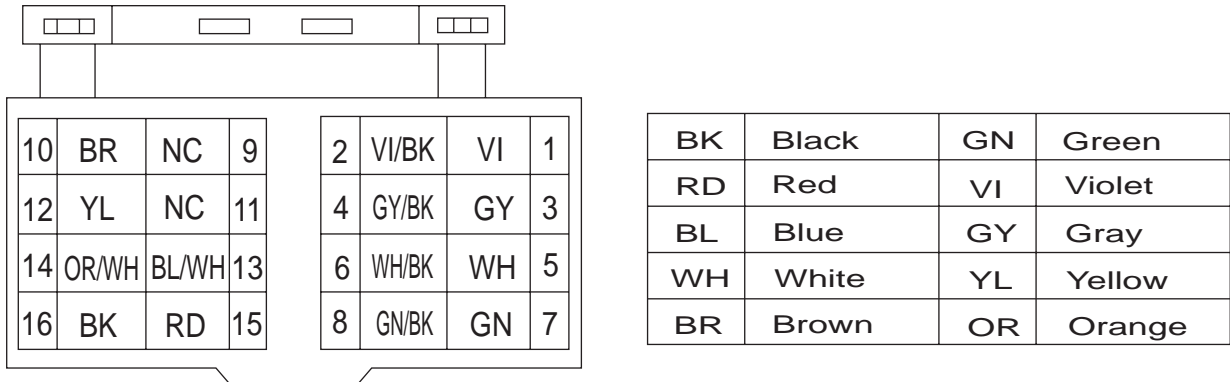 10 BR NC 9 2 VI/BK VI 1
12 YL NC 11 4 GY/BK GY 3
14 OR/WH BL/WH 13 6 WH/BK WH 5
16 BK RD 15 8 GN/BK GN 7
BK Black GN Green
RD Red VI Violet
BL Blue GY Gray
WH White YL Yellow
BR Brown OR Orange